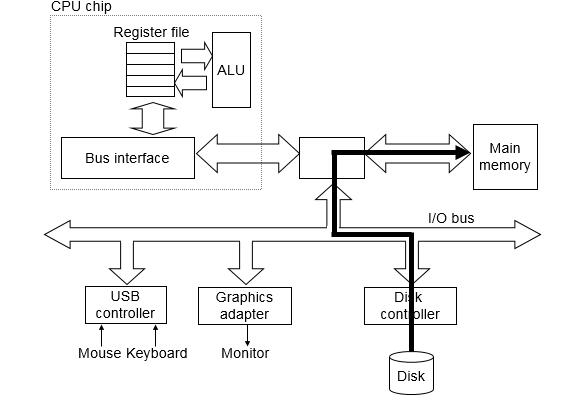 CPU chip
Register file
ALU
Bus interface
Main
memory
I/O bus
USB
controller
Graphics
adapter
Disk
controller
Mouse Keyboard
Monitor
Disk